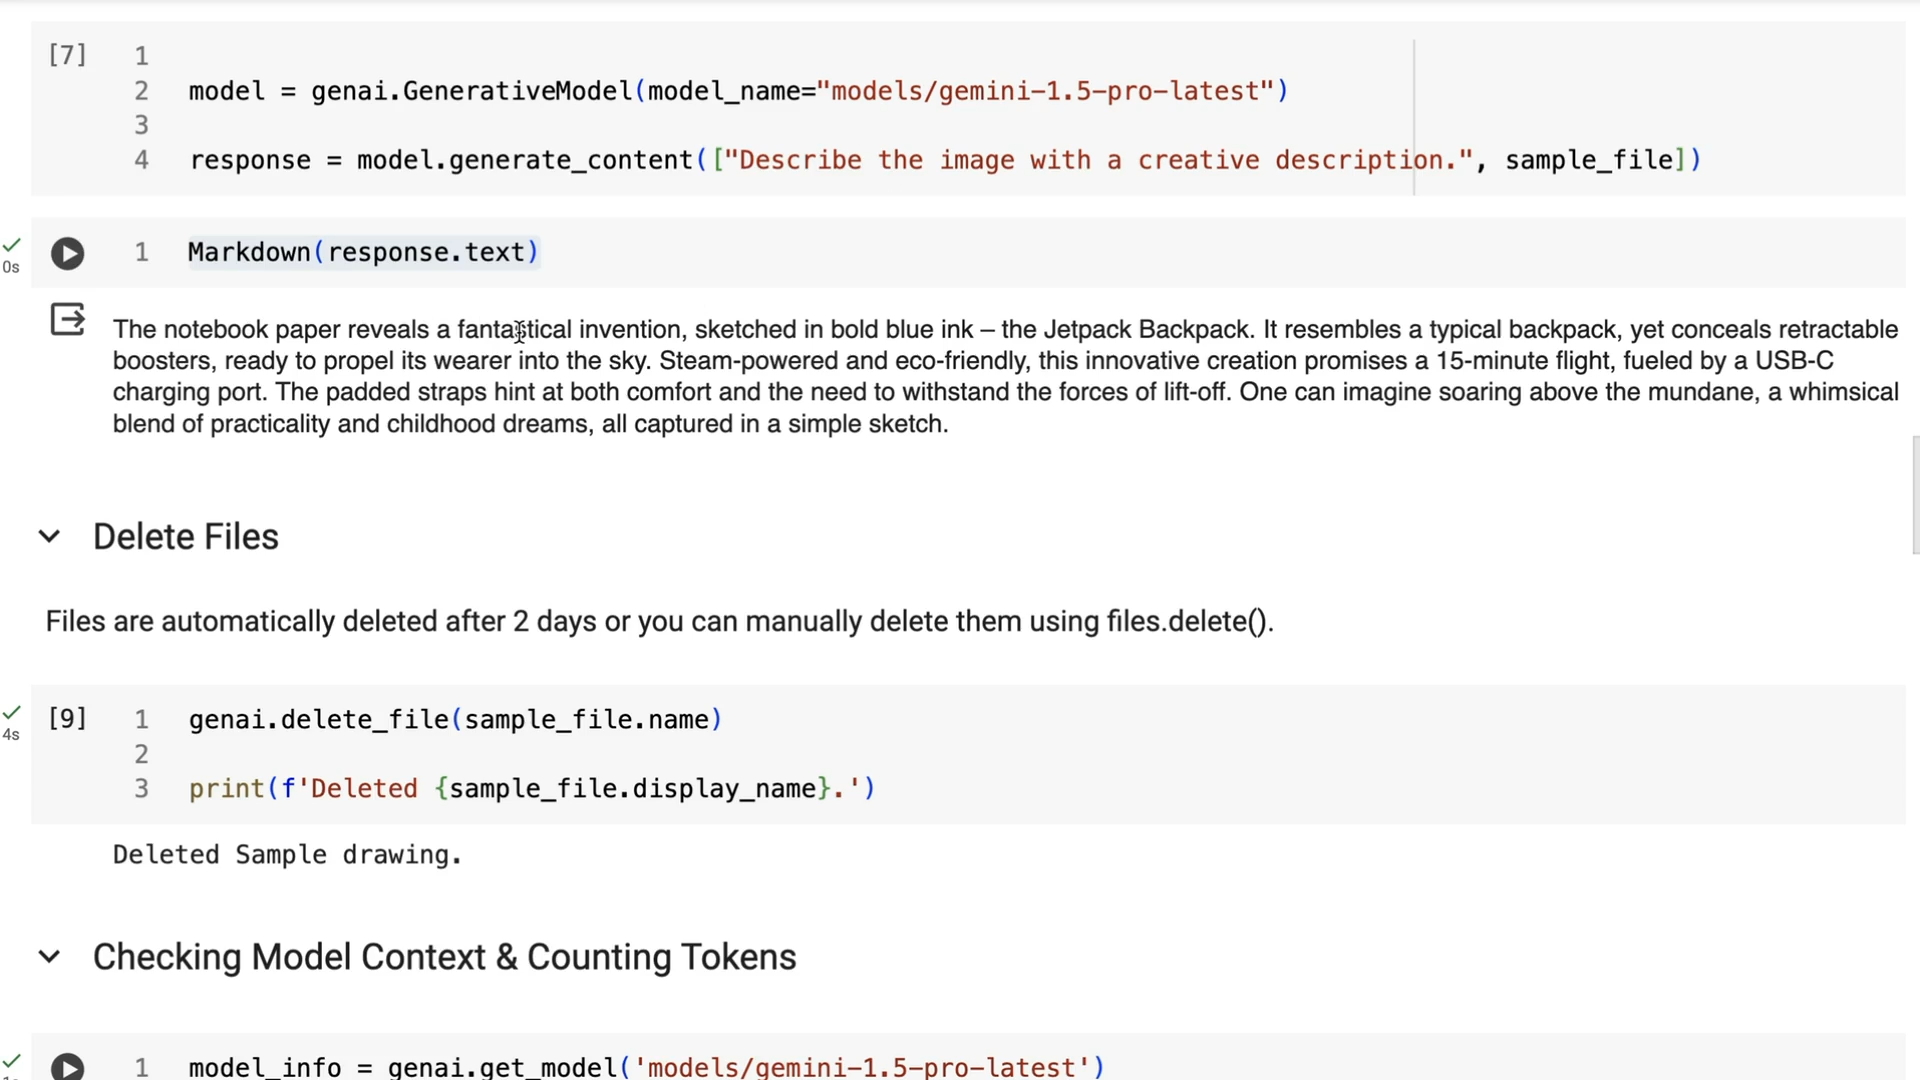 [7] 1
2 model = genai.GenerativeModel(model_name="models/gemini-1.5-pro-latest")
3
4 response = model.generate_content(["Describe the image with a creative description.", sample_file])
0s 1 Markdown(response.text)
The notebook paper reveals a fantastical invention, sketched in bold blue ink – the Jetpack Backpack. It resembles a typical backpack, yet conceals retractable
boosters, ready to propel its wearer into the sky. Steam-powered and eco-friendly, this innovative creation promises a 15-minute flight, fueled by a USB-C
charging port. The padded straps hint at both comfort and the need to withstand the forces of lift-off. One can imagine soaring above the mundane, a whimsical
blend of practicality and childhood dreams, all captured in a simple sketch.
Delete Files
Files are automatically deleted after 2 days or you can manually delete them using files.delete().
4s [9] 1 genai.delete_file(sample_file.name)
2
3 print(f'Deleted {sample_file.display_name}.')
Deleted Sample drawing.
Checking Model Context & Counting Tokens
1 model_info = genai.get_model('models/gemini-1.5-pro-latest')